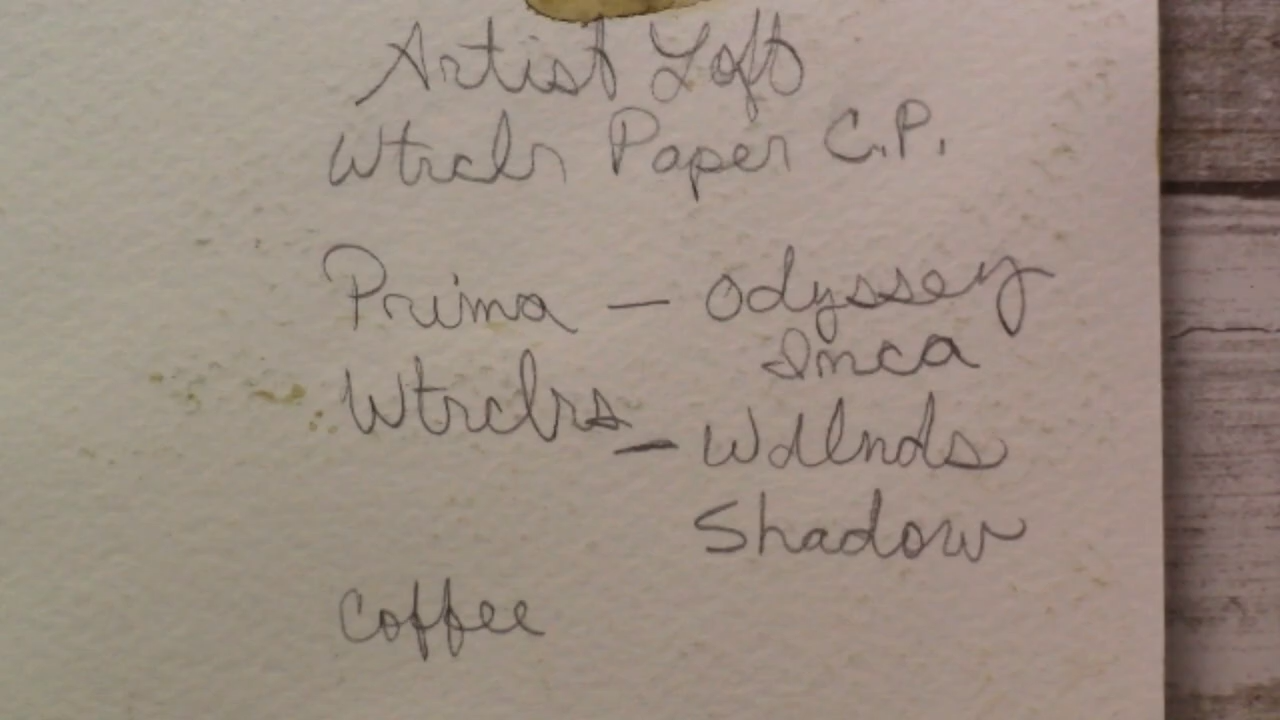 Artist Loft
Wtrclr Paper C.P.
Prima — Odyssey
Inca
Wtrclrs — Wdlnds
Shadow
Coffee